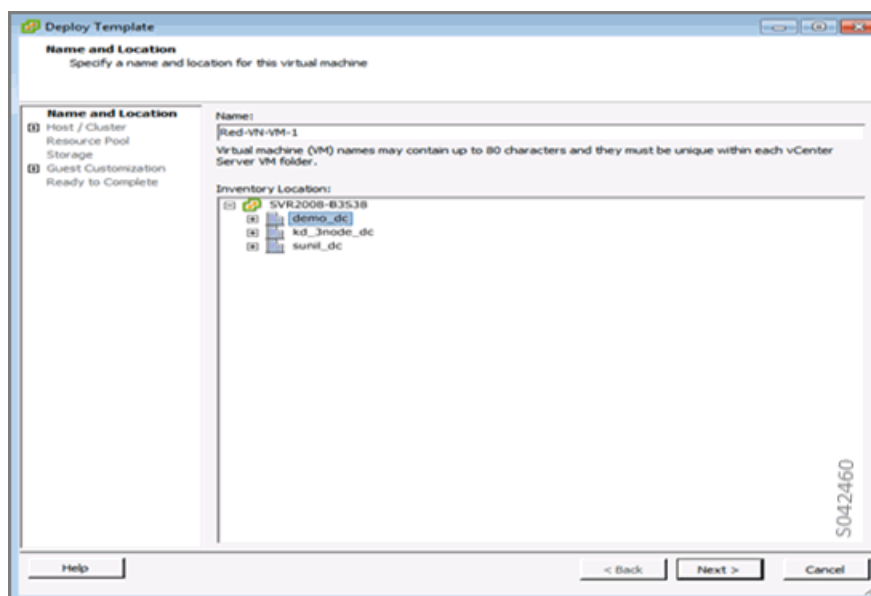 Deploy Template
Name and Location
Specify a name and location for this virtual machine
Name and Location
Host / Cluster
Resource Pool
Storage
Guest Customization
Ready to Complete
Name:
Red-VN-VM-1
Virtual machine (VM) names may contain up to 80 characters and they must be unique within each vCenter
Server VM folder.
Inventory Location:
SVR2008-B3S38
demo_dc
kd_3node_dc
sunil_dc
S042460
Help
< Back
Next >
Cancel